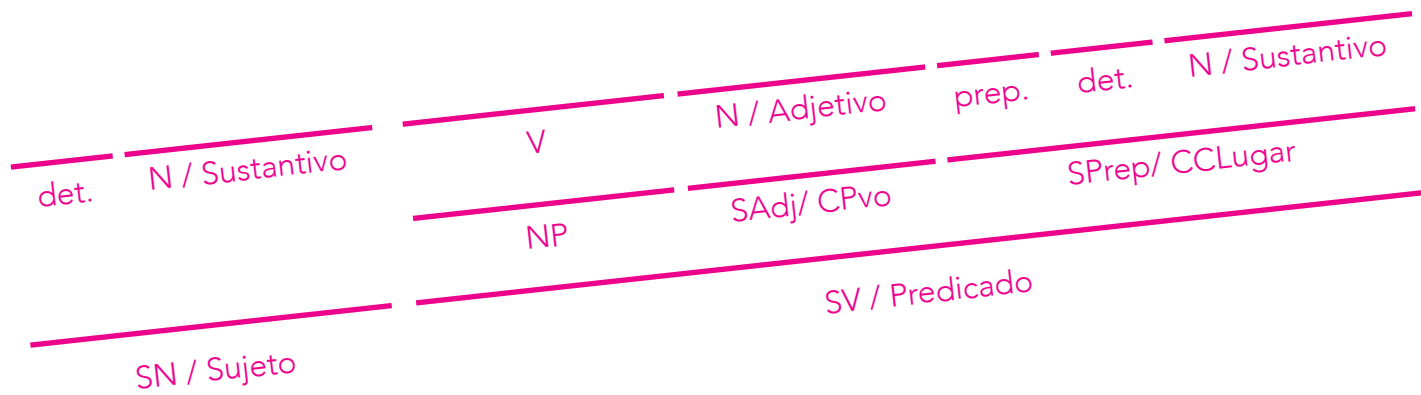 det. N / Sustantivo V N / Adjetivo prep. det. N / Sustantivo
NP SAdj/ CPvo SPrep/ CCLugar
SN / Sujeto SV / Predicado